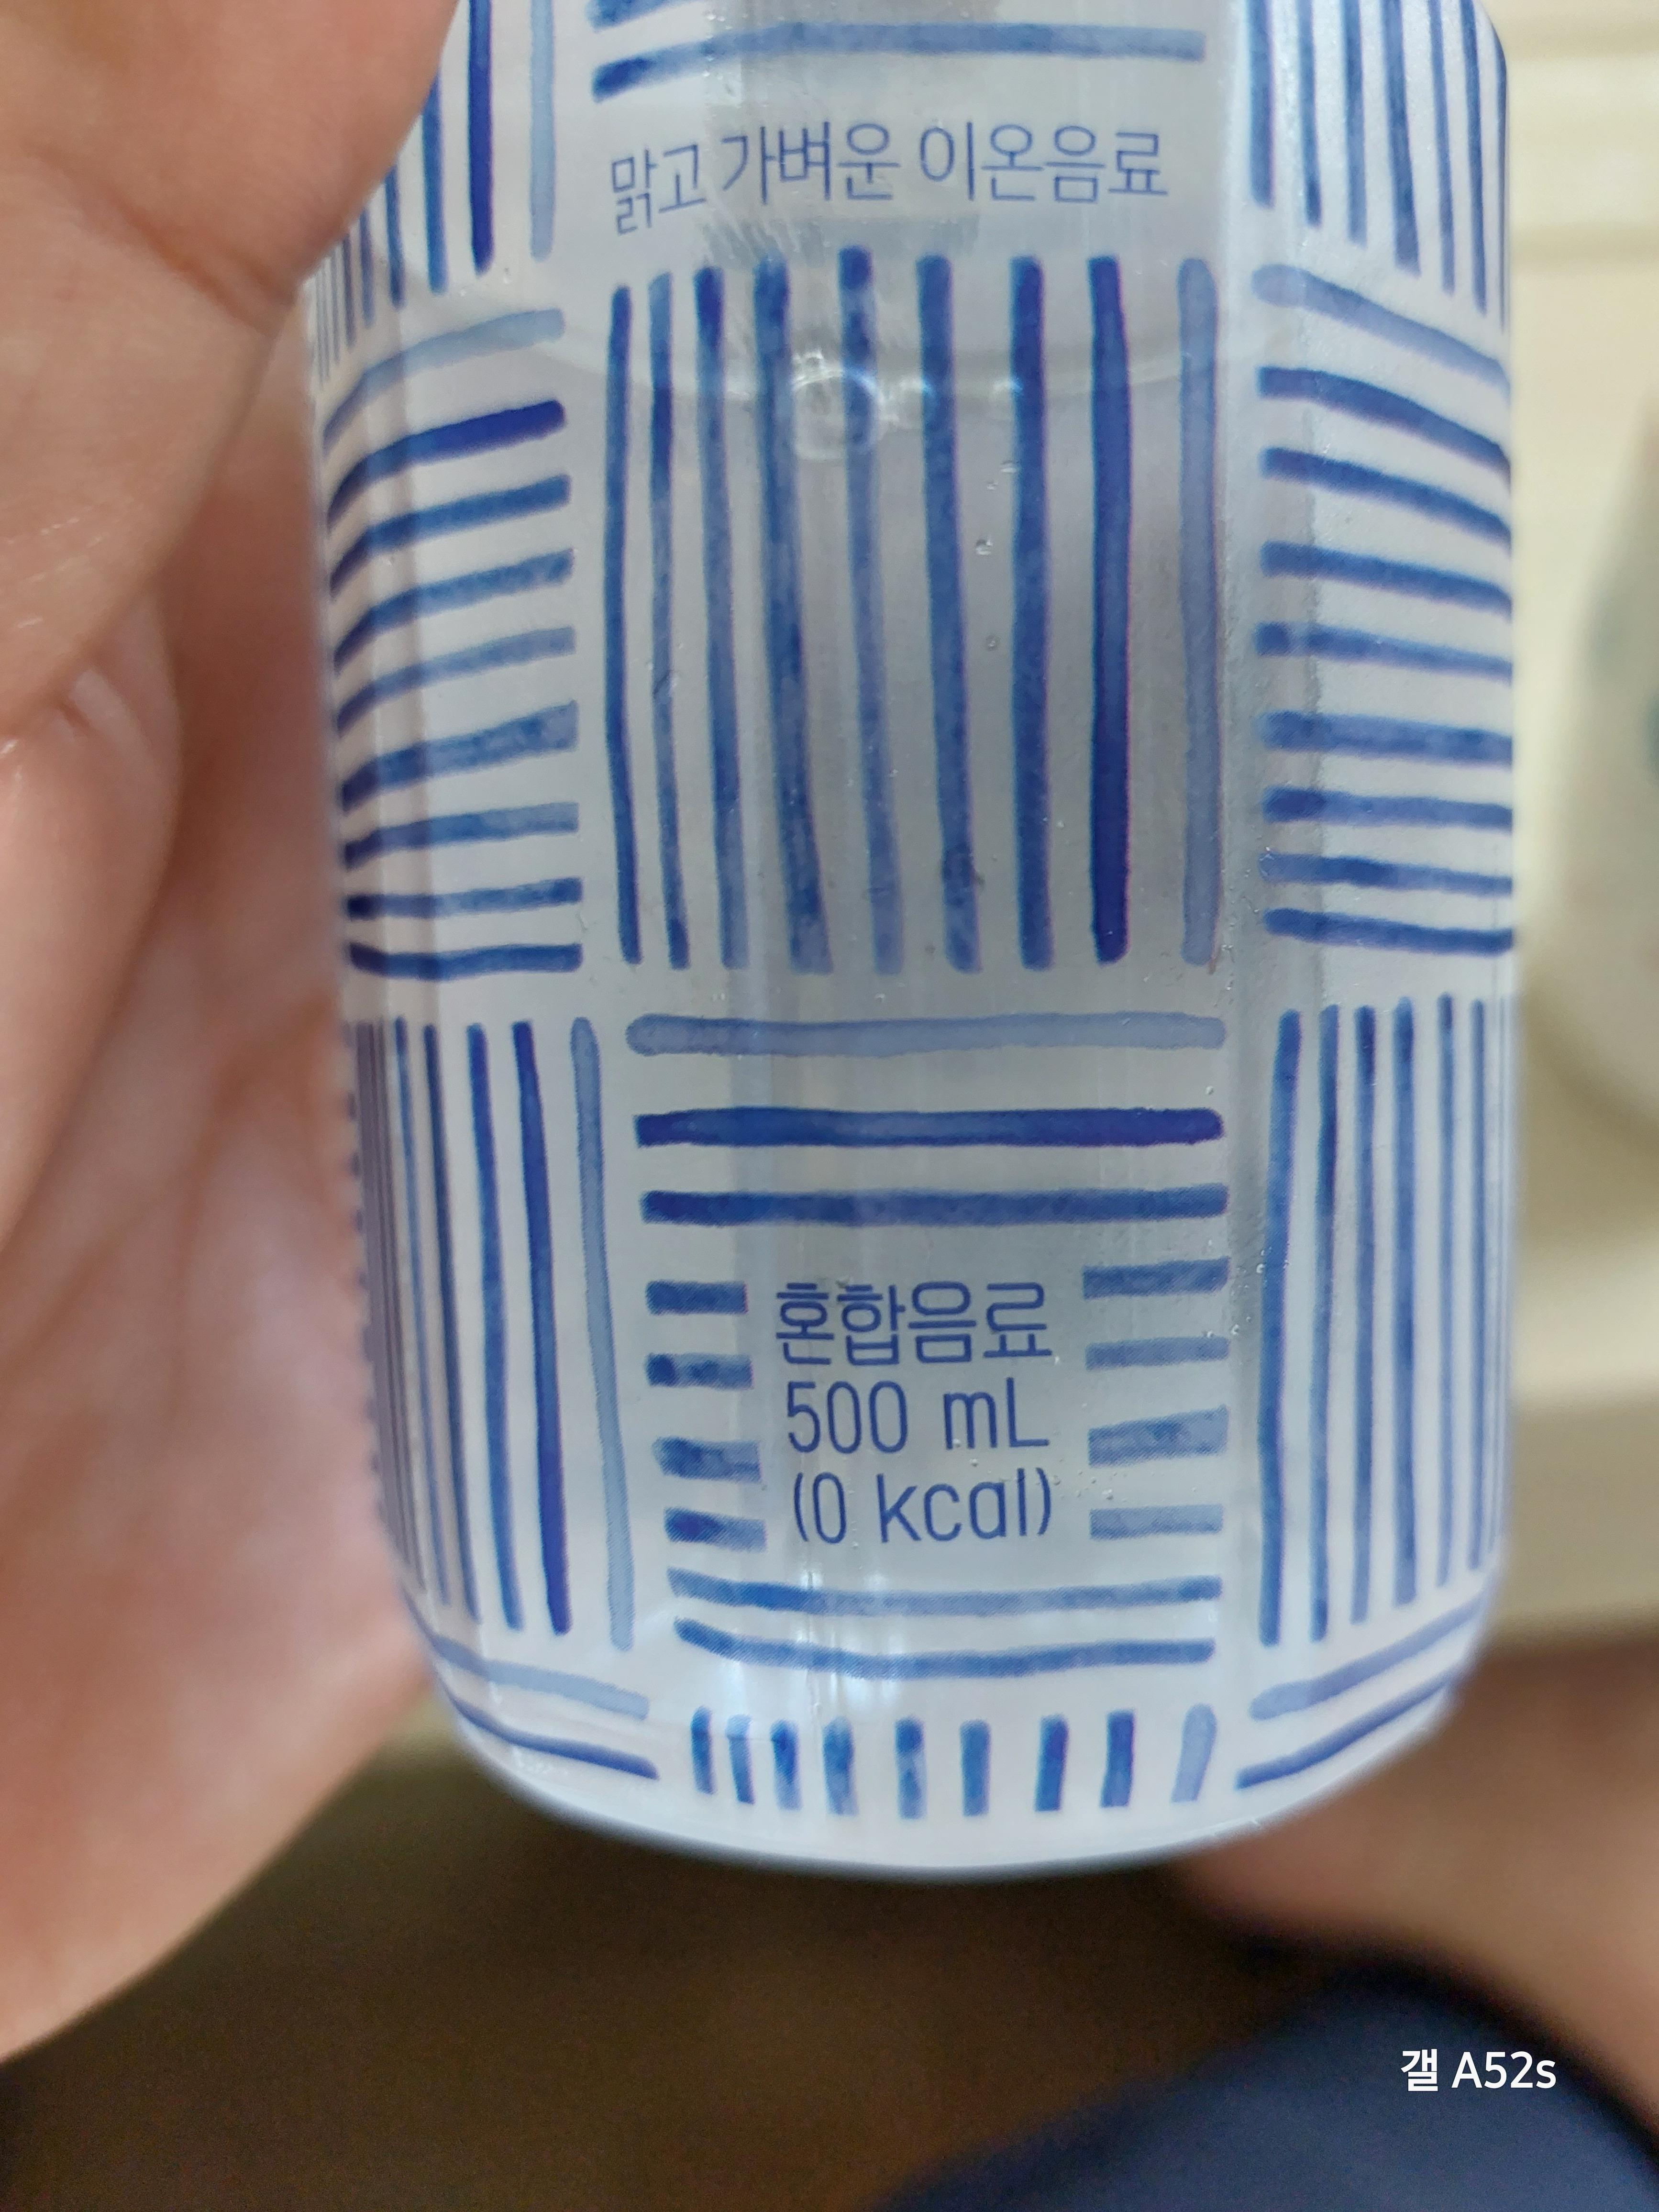 맑고 가벼운 이온음료
혼합음료
500 mL
(0 kcal)
갤 A52s